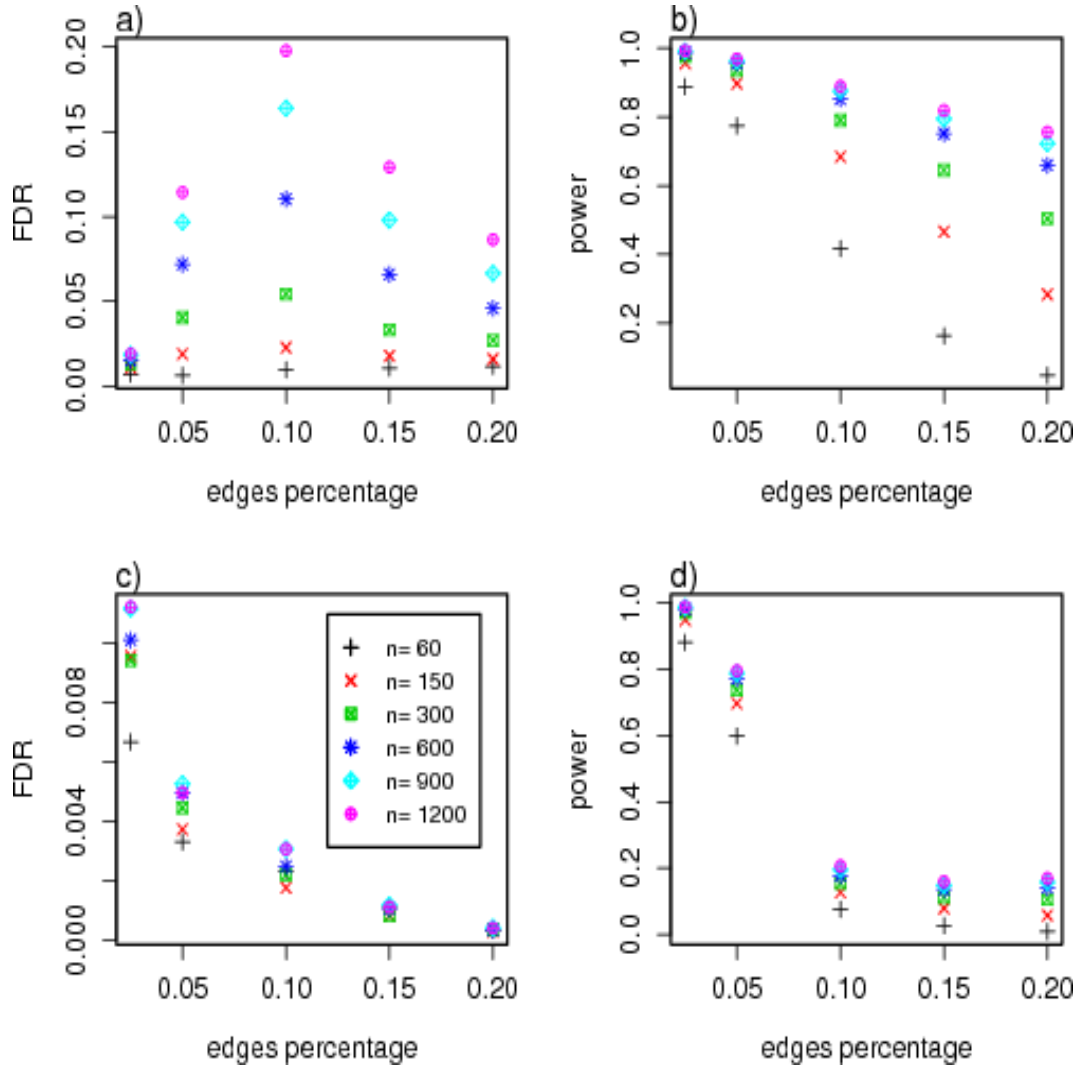 a)
FDR
0.00 0.05 0.10 0.15 0.20
0.05 0.10 0.15 0.20
edges percentage
b)
power
0.2 0.4 0.6 0.8 1.0
0.05 0.10 0.15 0.20
edges percentage
c)
FDR
0.000 0.004 0.008
n= 60
n= 150
n= 300
n= 600
n= 900
n= 1200
0.05 0.10 0.15 0.20
edges percentage
d)
power
0.0 0.2 0.4 0.6 0.8 1.0
0.05 0.10 0.15 0.20
edges percentage